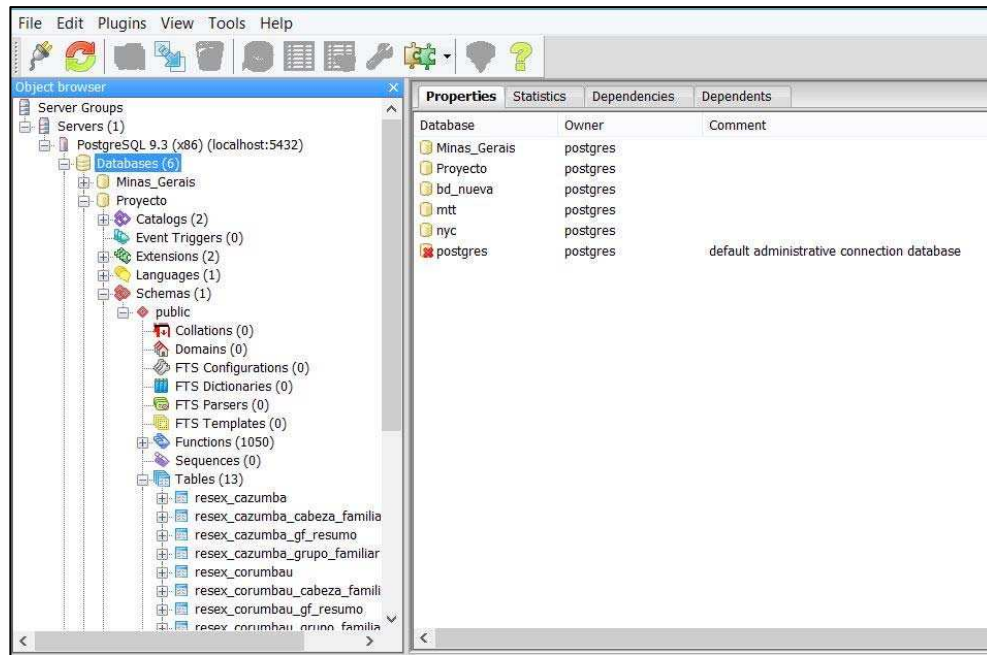 File Edit Plugins View Tools Help
Object browser
Server Groups
Servers (1)
PostgreSQL 9.3 (x86) (localhost:5432)
Databases (6)
Minas_Gerais
Proyecto
Catalogs (2)
Event Triggers (0)
Extensions (2)
Languages (1)
Schemas (1)
public
Collations (0)
Domains (0)
FTS Configurations (0)
FTS Dictionaries (0)
FTS Parsers (0)
FTS Templates (0)
Functions (1050)
Sequences (0)
Tables (13)
resex_cazumba
resex_cazumba_cabeza_familia
resex_cazumba_gf_resumo
resex_cazumba_grupo_familiar
resex_corumbau
resex_corumbau_cabeza_famili
resex_corumbau_gf_resumo
resex_corumbau_grupo_familia
Properties Statistics Dependencies Dependents
Database Owner Comment
Minas_Gerais postgres
Proyecto postgres
bd_nueva postgres
mtt postgres
nyc postgres
postgres postgres default administrative connection database